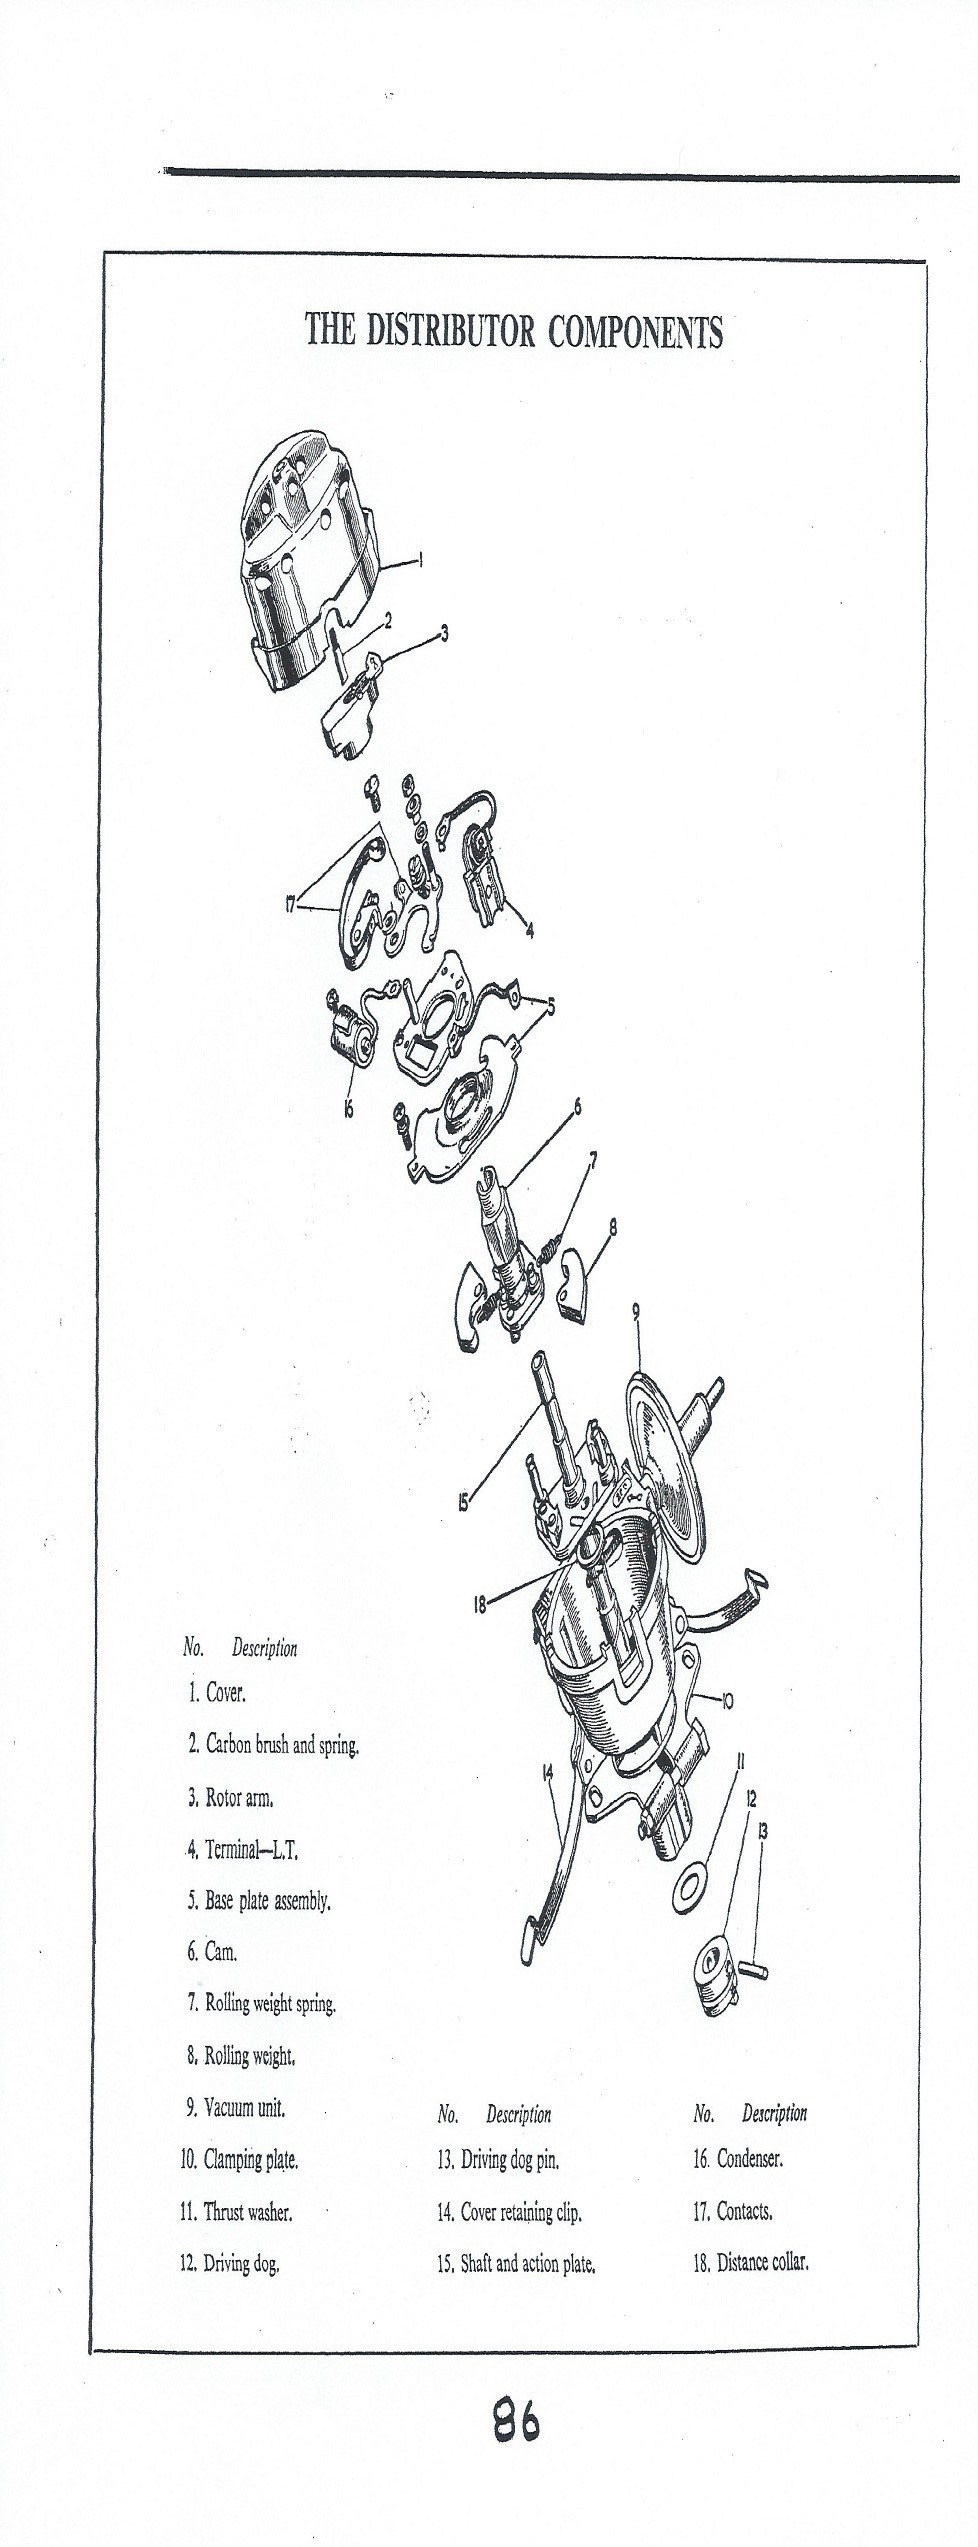 THE DISTRIBUTOR COMPONENTS
1
2
3
17
4
5
16
6
7
8
9
15
18
10
14
11
12
13
No. Description
1. Cover.
2. Carbon brush and spring.
3. Rotor arm.
4. Terminal—L.T.
5. Base plate assembly.
6. Cam.
7. Rolling weight spring.
8. Rolling weight.
9. Vacuum unit.
10. Clamping plate.
11. Thrust washer.
12. Driving dog.
No. Description
13. Driving dog pin.
14. Cover retaining clip.
15. Shaft and action plate.
No. Description
16. Condenser.
17. Contacts.
18. Distance collar.
86